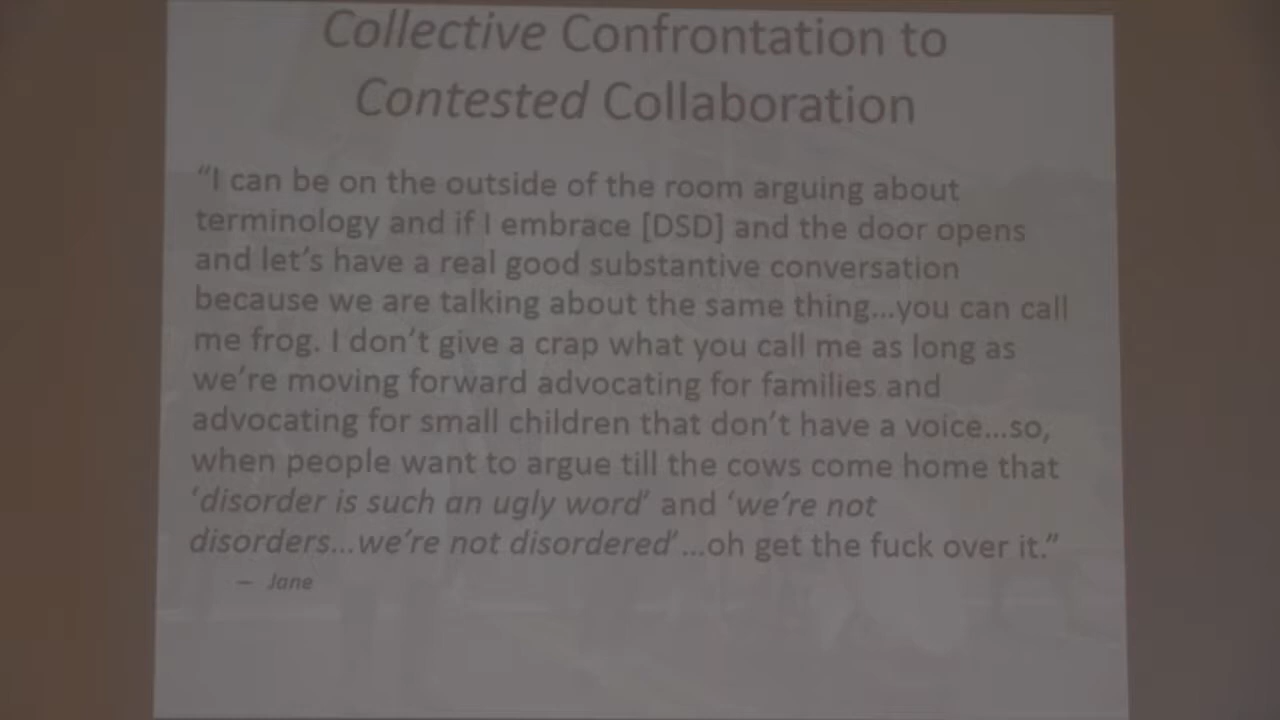 Collective Confrontation to
Contested Collaboration
“I can be on the outside of the room arguing about
terminology and if I embrace [DSD] and the door opens
and let’s have a real good substantive conversation
because we are talking about the same thing...you can call
me frog. I don’t give a crap what you call me as long as
we’re moving forward advocating for families and
advocating for small children that don’t have a voice...so,
when people want to argue till the cows come home that
‘disorder is such an ugly word’ and ‘we’re not
disorders...we’re not disordered’...oh get the fuck over it.”
– Jane